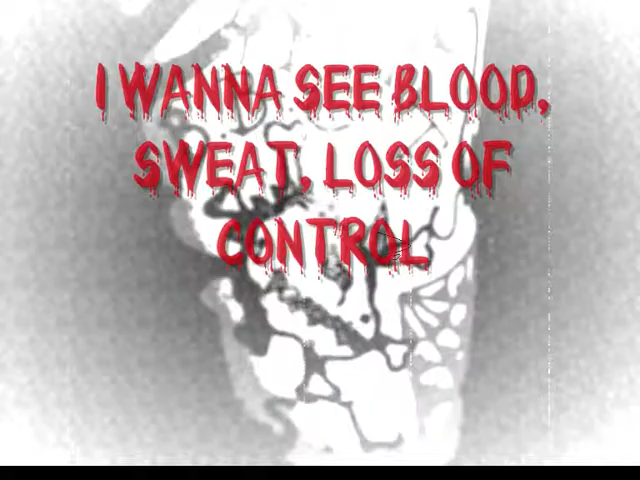 I WANNA SEE BLOOD,
SWEAT, LOSS OF
CONTROL